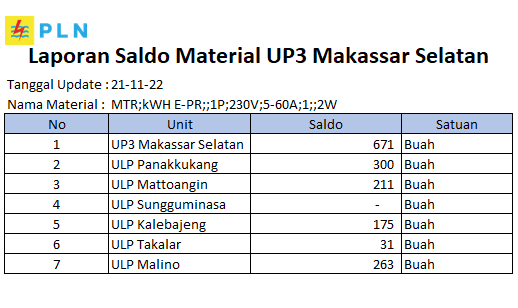 PLN
Laporan Saldo Material UP3 Makassar Selatan
Tanggal Update : 21-11-22
Nama Material : MTR;kWH E-PR;;1P;230V;5-60A;1;;2W
No Unit Saldo Satuan
1 UP3 Makassar Selatan 671 Buah
2 ULP Panakkukang 300 Buah
3 ULP Mattoangin 211 Buah
4 ULP Sungguminasa - Buah
5 ULP Kalebajeng 175 Buah
6 ULP Takalar 31 Buah
7 ULP Malino 263 Buah